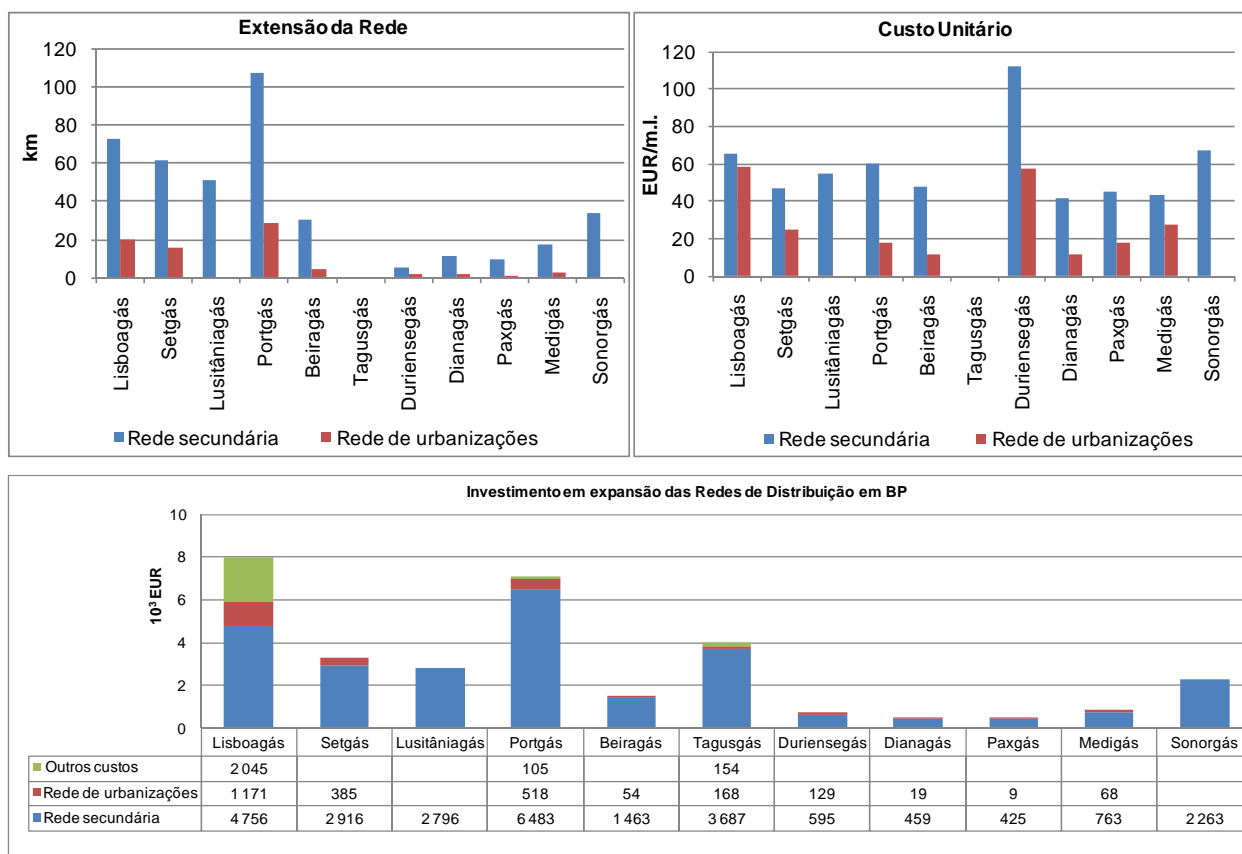 Extensão da Rede
120
100
80
60
40
20
0
km
Lisboagás
Setgás
Lusitâniagás
Portgás
Beiragás
Tagusgás
Duriensegás
Dianagás
Paxgás
Medigás
Sonorgás
Rede secundária Rede de urbanizações
Custo Unitário
120
100
80
60
40
20
0
EUR/m.l.
Lisboagás
Setgás
Lusitâniagás
Portgás
Beiragás
Tagusgás
Duriensegás
Dianagás
Paxgás
Medigás
Sonorgás
Rede secundária Rede de urbanizações
Investimento em expansão das Redes de Distribuição em BP
10
8
6
4
2
0
10³ EUR
Lisboagás Setgás Lusitâniagás Portgás Beiragás Tagusgás Duriensegás Dianagás Paxgás Medigás Sonorgás
Outros custos 2 045 105 154
Rede de urbanizações 1 171 385 518 54 168 129 19 9 68
Rede secundária 4 756 2 916 2 796 6 483 1 463 3 687 595 459 425 763 2 263